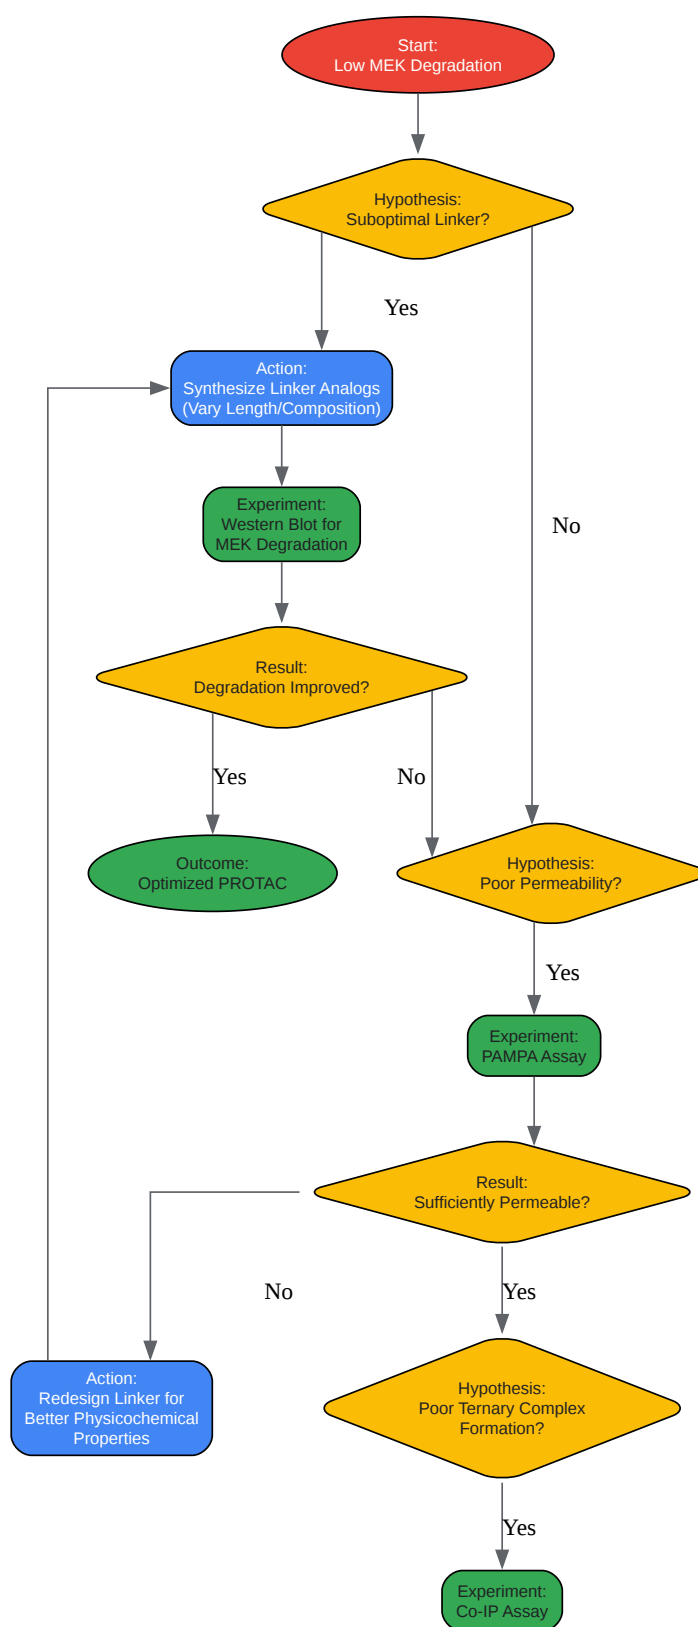 Start:
Low MEK Degradation
Hypothesis:
Suboptimal Linker?
Yes
Action:
Synthesize Linker Analogs
(Vary Length/Composition)
Experiment:
Western Blot for
MEK Degradation
No
Result:
Degradation Improved?
Yes
No
Outcome:
Optimized PROTAC
Hypothesis:
Poor Permeability?
Yes
Experiment:
PAMPA Assay
Result:
Sufficiently Permeable?
No
Yes
Action:
Redesign Linker for
Better Physicochemical
Properties
Hypothesis:
Poor Ternary Complex
Formation?
Yes
Experiment:
Co-IP Assay